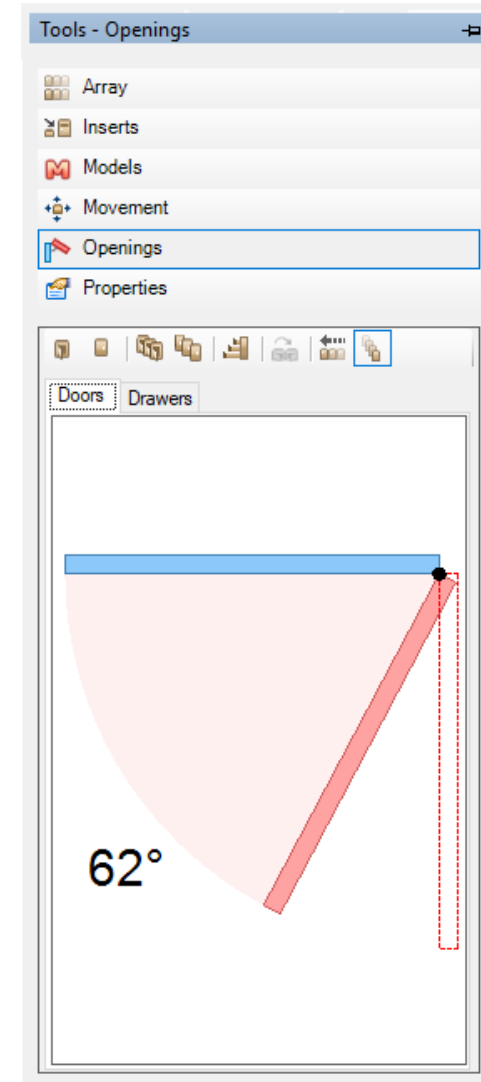 Tools - Openings
Array
Inserts
Models
Movement
Openings
Properties
Doors Drawers
62°